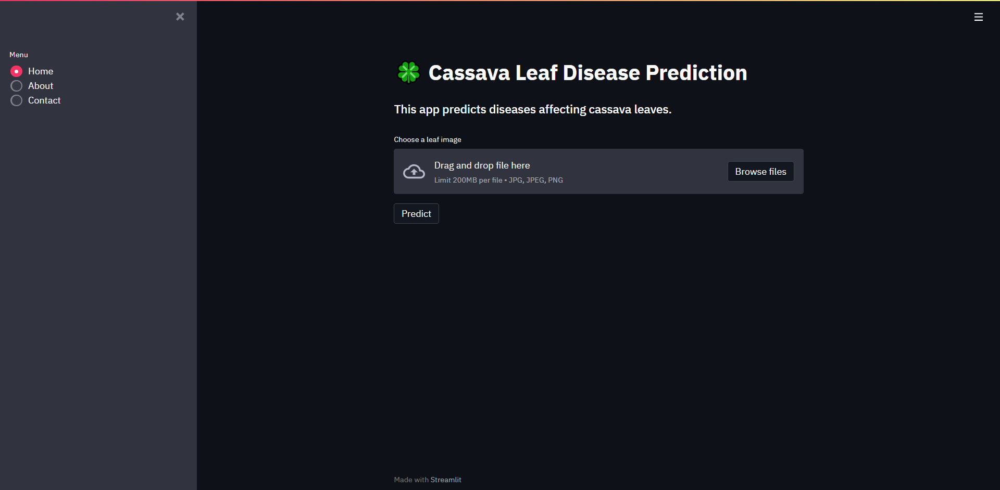 Menu
Home
About
Contact
Cassava Leaf Disease Prediction
This app predicts diseases affecting cassava leaves.
Choose a leaf image
Drag and drop file here
Limit 200MB per file • JPG, JPEG, PNG
Browse files
Predict
Made with Streamlit